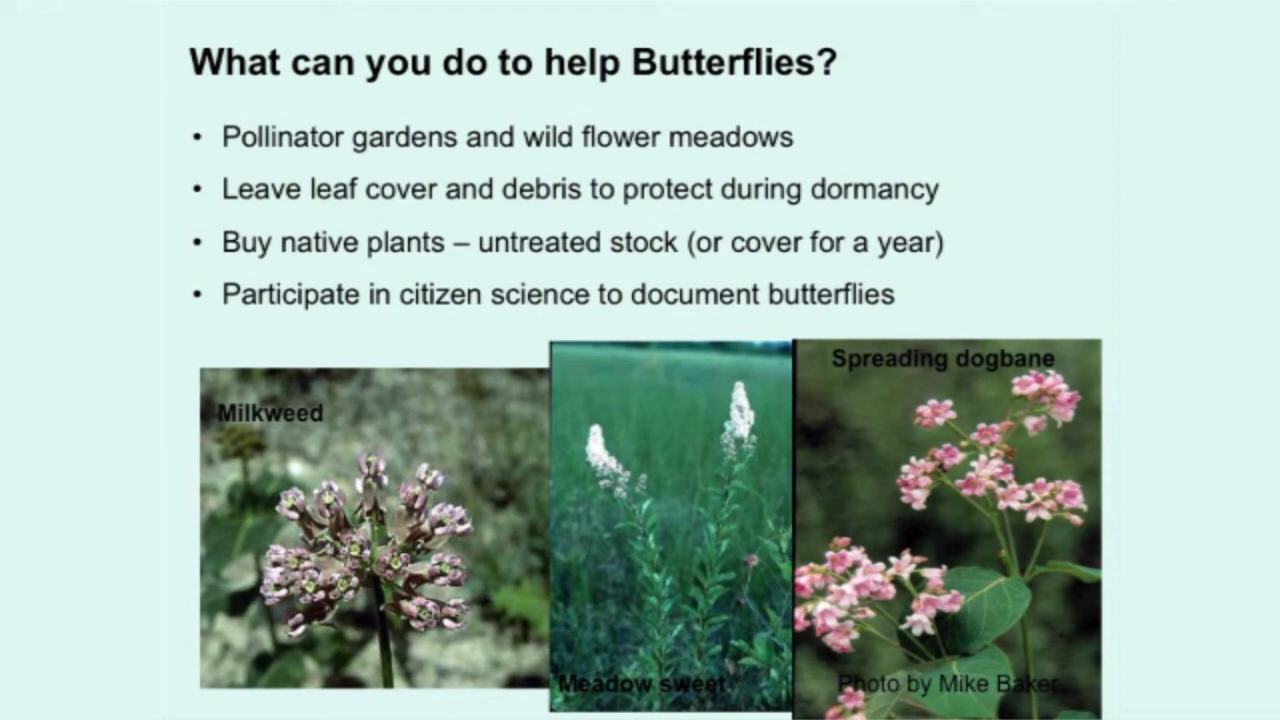 What can you do to help Butterflies?
• Pollinator gardens and wild flower meadows
• Leave leaf cover and debris to protect during dormancy
• Buy native plants – untreated stock (or cover for a year)
• Participate in citizen science to document butterflies
Milkweed
Meadow sweet
Spreading dogbane
Photo by Mike Baker